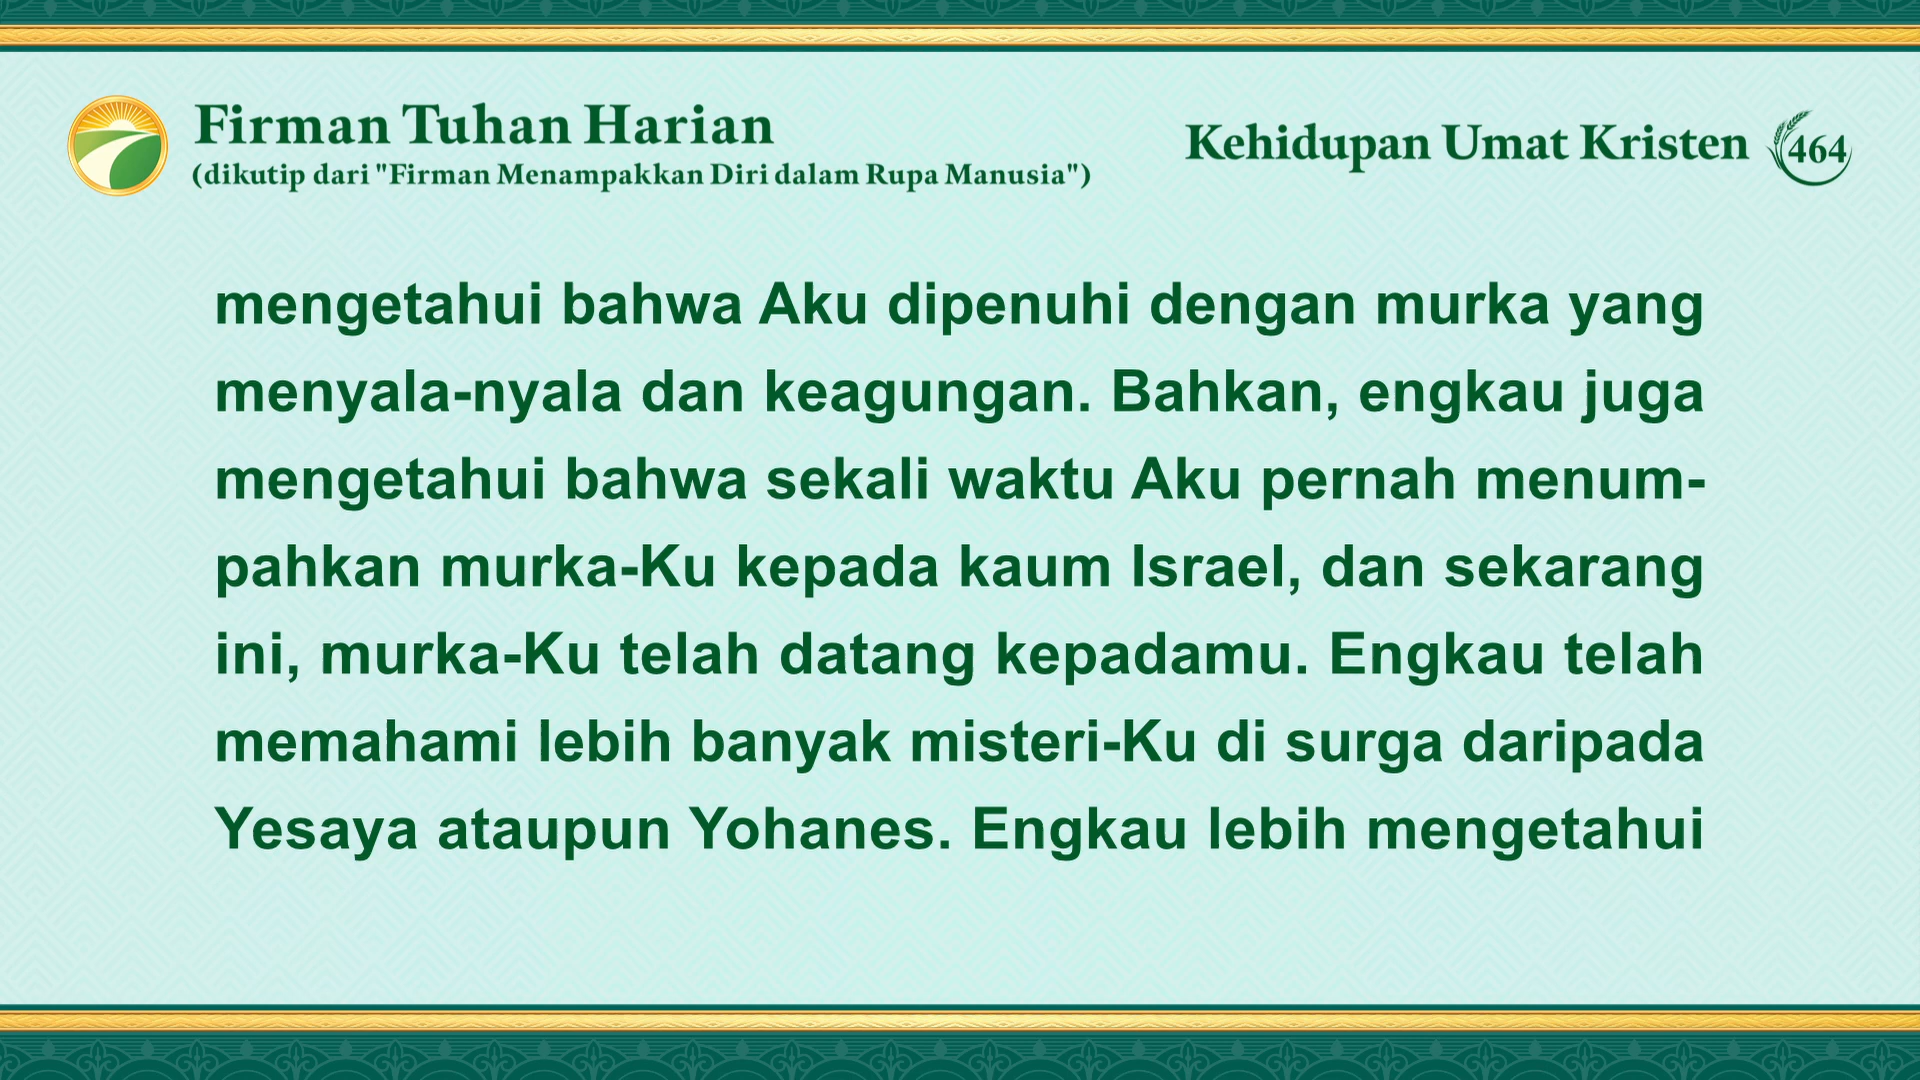 Firman Tuhan Harian
(dikutip dari "Firman Menampakkan Diri dalam Rupa Manusia")
Kehidupan Umat Kristen 464
mengetahui bahwa Aku dipenuhi dengan murka yang
menyala-nyala dan keagungan. Bahkan, engkau juga
mengetahui bahwa sekali waktu Aku pernah menum-
pahkan murka-Ku kepada kaum Israel, dan sekarang
ini, murka-Ku telah datang kepadamu. Engkau telah
memahami lebih banyak misteri-Ku di surga daripada
Yesaya ataupun Yohanes. Engkau lebih mengetahui